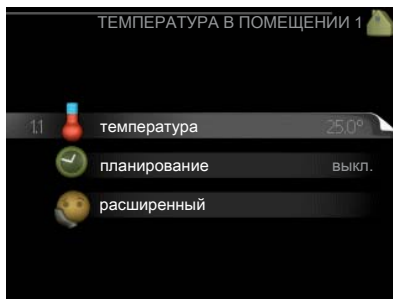 ТЕМПЕРАТУРА В ПОМЕЩЕНИИ 1
1.1 температура 25.0°
планирование выкл.
расширенный